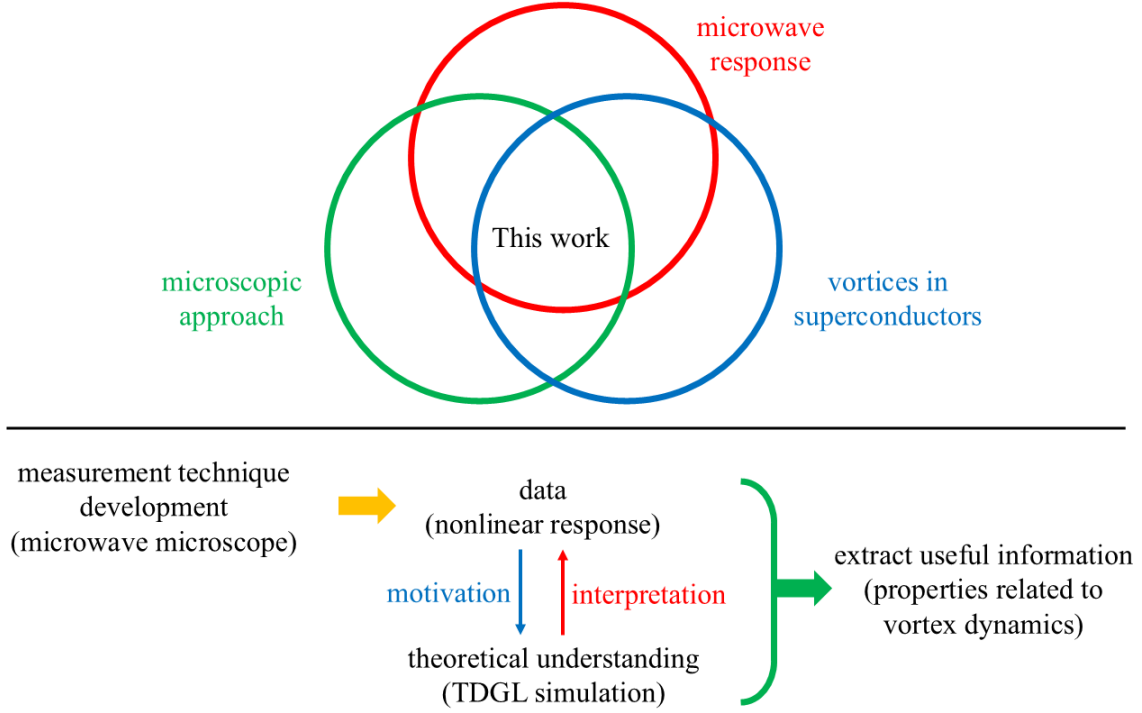 microwave
response
This work
microscopic
approach
vortices in
superconductors
measurement technique
development
(microwave microscope)
data
(nonlinear response)
motivation
interpretation
theoretical understanding
(TDGL simulation)
extract useful information
(properties related to
vortex dynamics)